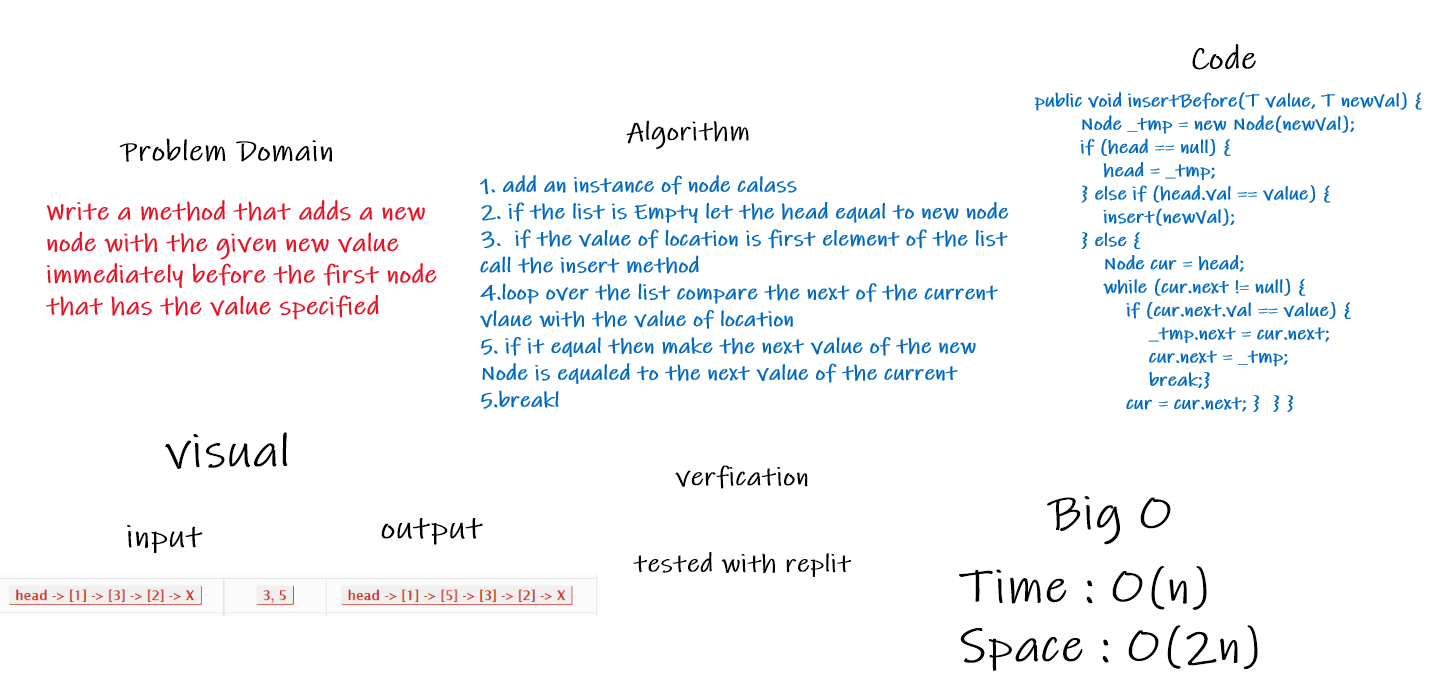 Problem Domain
Write a method that adds a new
node with the given new value
immediately before the first node
that has the value specified
Algorithm
1. add an instance of node calass
2. if the list is Empty let the head equal to new node
3. if the value of location is first element of the list
call the insert method
4.loop over the list compare the next of the current
vlaue with the value of location
5. if it equal then make the next value of the new
Node is equaled to the next value of the current
5.breakl
Code
public void insertBefore(T value, T newVal) {
Node _tmp = new Node(newVal);
if (head == null) {
head = _tmp;
} else if (head.val == value) {
insert(newVal);
} else {
Node cur = head;
while (cur.next != null) {
if (cur.next.val == value) {
_tmp.next = cur.next;
cur.next = _tmp;
break;}
cur = cur.next; } } }
visual
input
output
head -> [1] -> [3] -> [2] -> X
3, 5
head -> [1] -> [5] -> [3] -> [2] -> X
verfication
tested with replit
Big O
Time : O(n)
Space : O(2n)